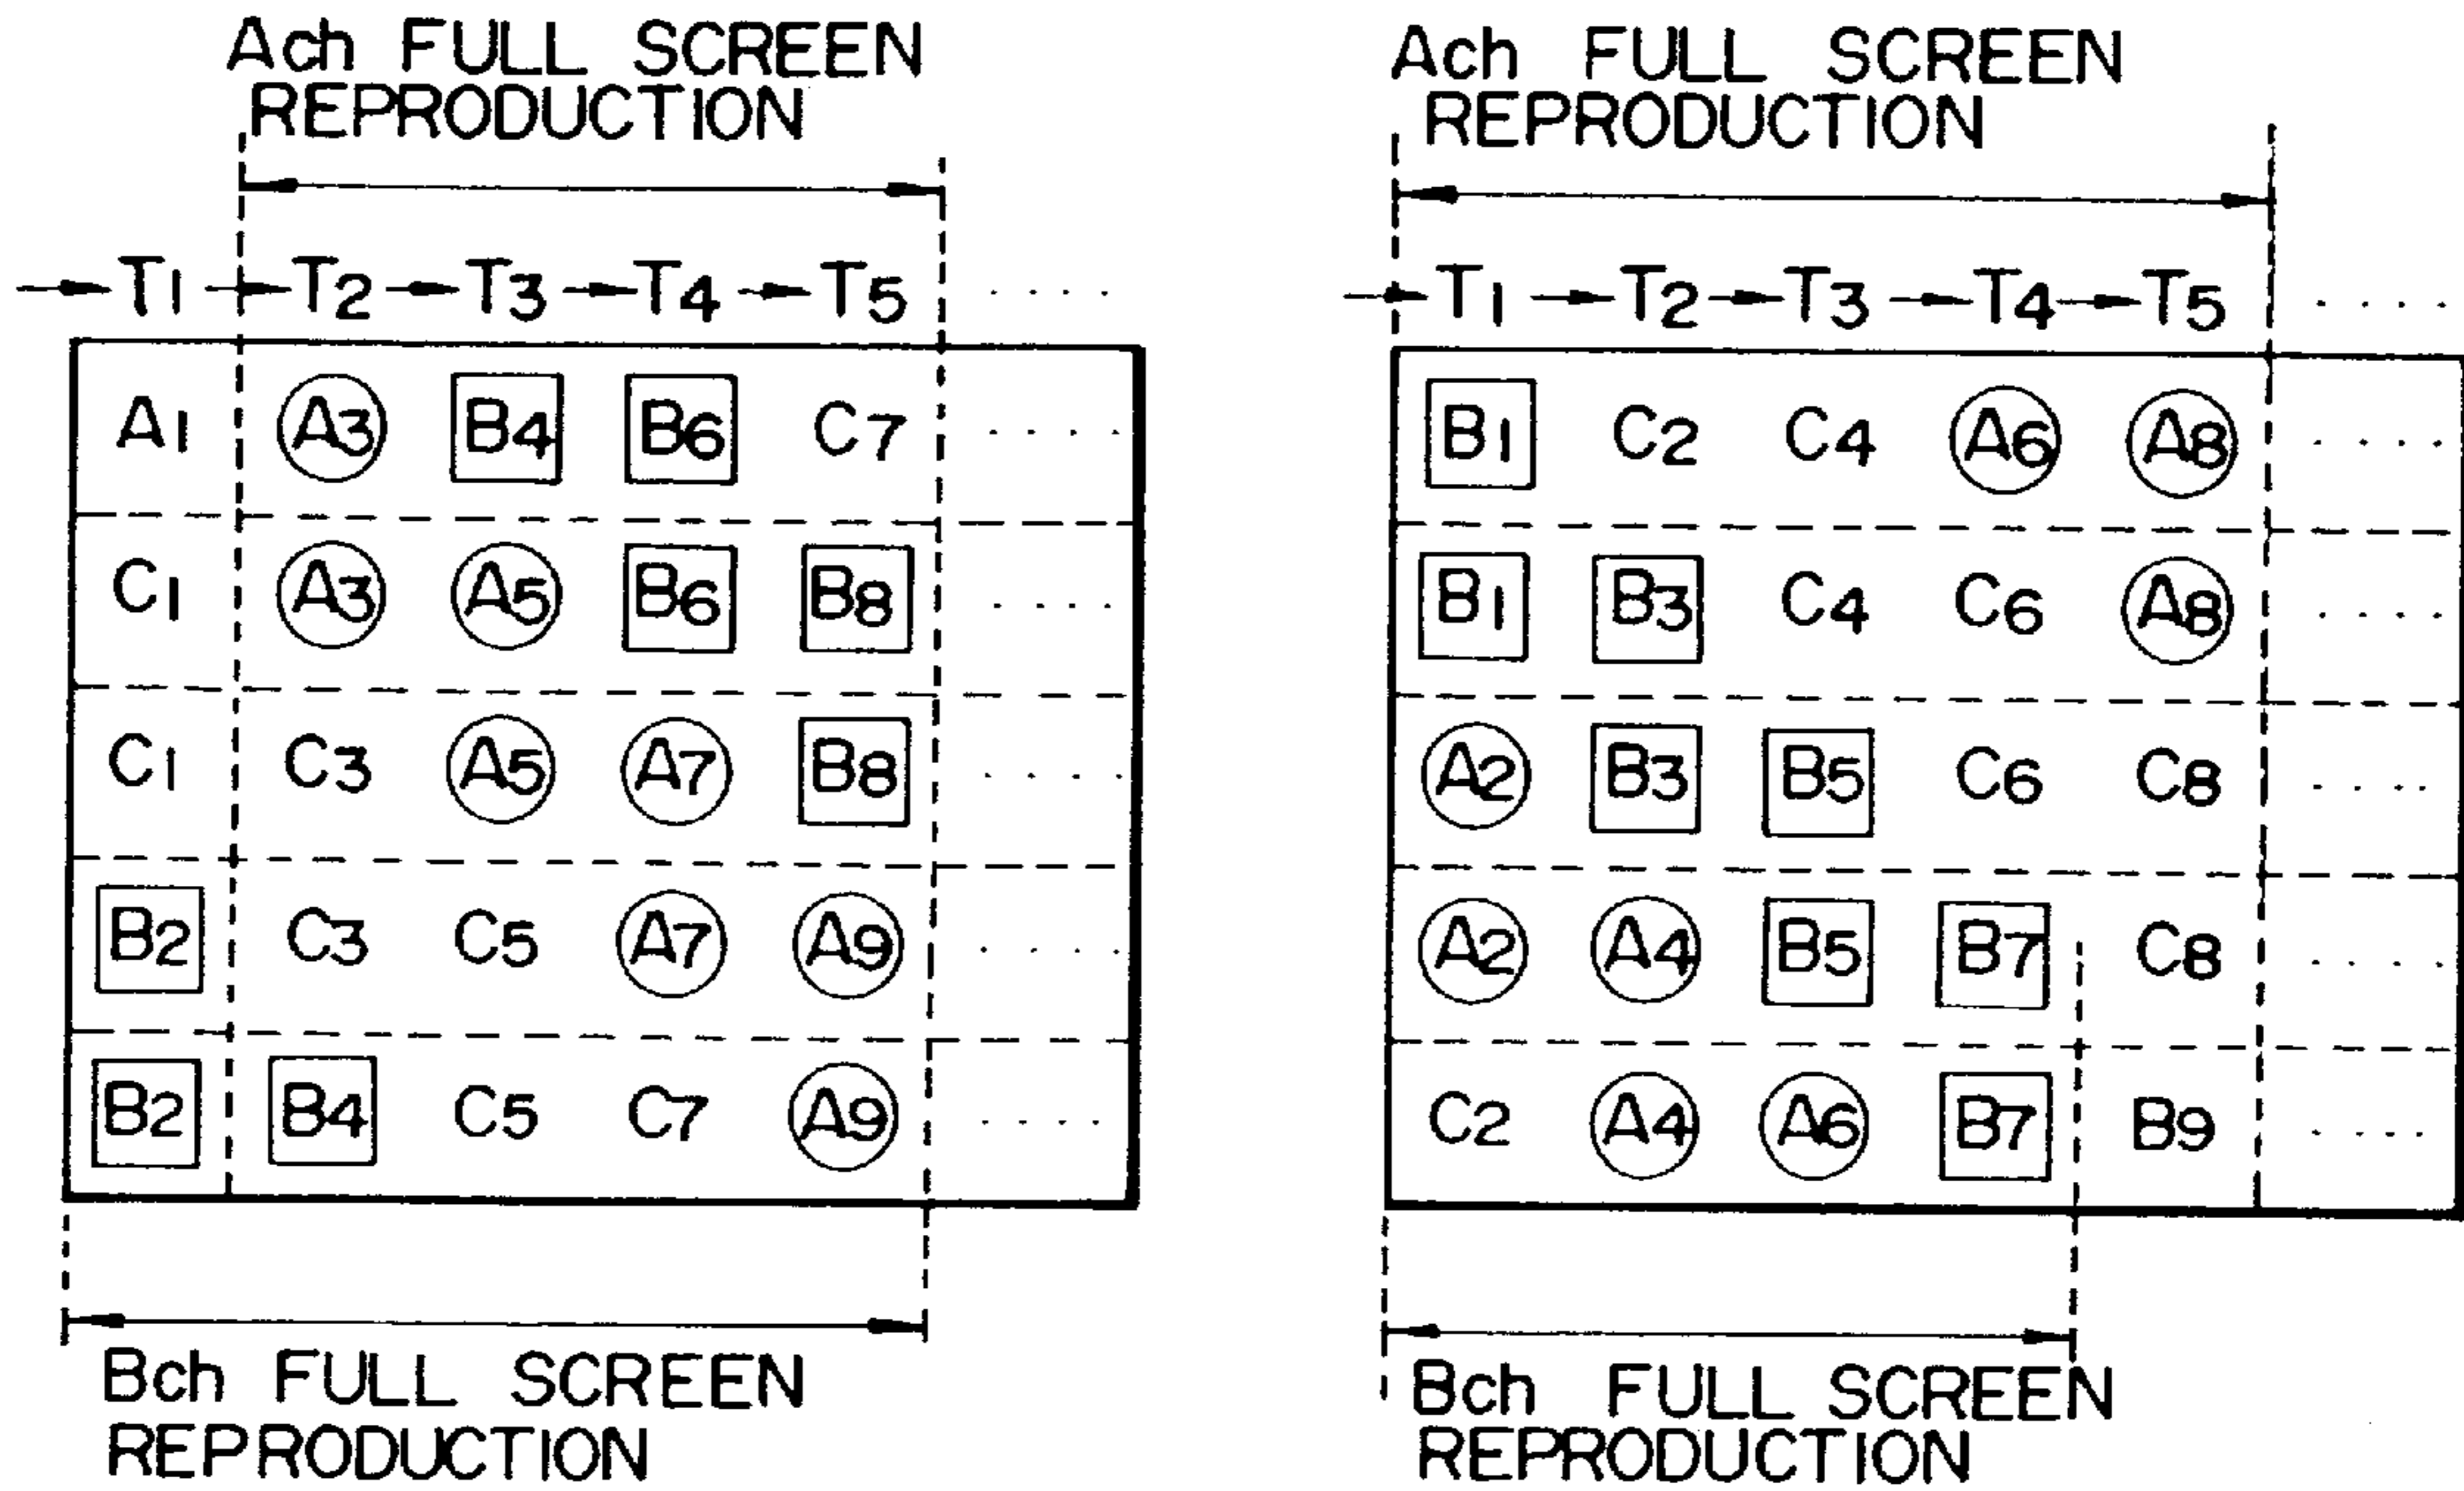 Ach FULL SCREEN
REPRODUCTION
T1 T2 T3 T4 T5 ....
A1 A3 B4 B6 C7 ....
C1 A3 A5 B6 B8 ....
C1 C3 A5 A7 B8 ....
B2 C3 C5 A7 A9 ....
B2 B4 C5 C7 A9 ....
Bch FULL SCREEN
REPRODUCTION
Ach FULL SCREEN
REPRODUCTION
T1 T2 T3 T4 T5 ....
B1 C2 C4 A6 A8 ....
B1 B3 C4 C6 A8 ....
A2 B3 B5 C6 C8 ....
A2 A4 B5 B7 C8 ....
C2 A4 A6 B7 B9 ....
Bch FULL SCREEN
REPRODUCTION